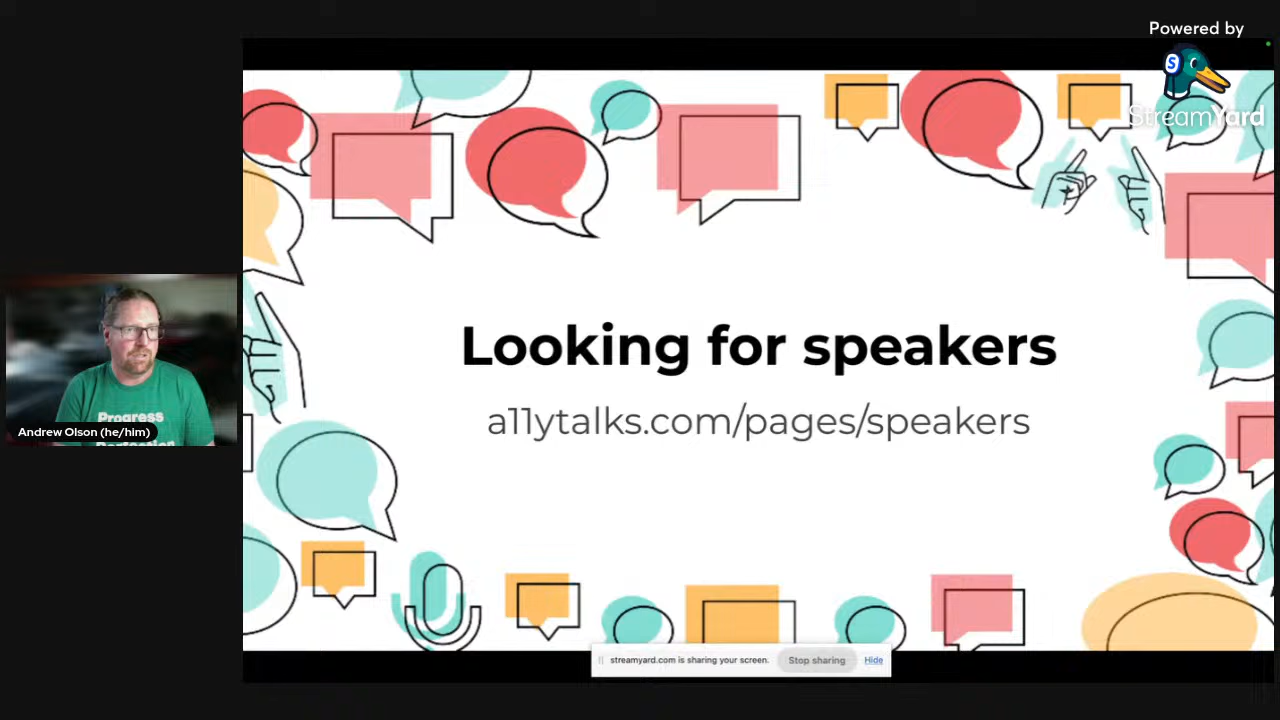 Powered by
StreamYard
Looking for speakers
a11ytalks.com/pages/speakers
Progress
Perfection
Andrew Olson (he/him)
streamyard.com is sharing your screen.
Stop sharing
Hide